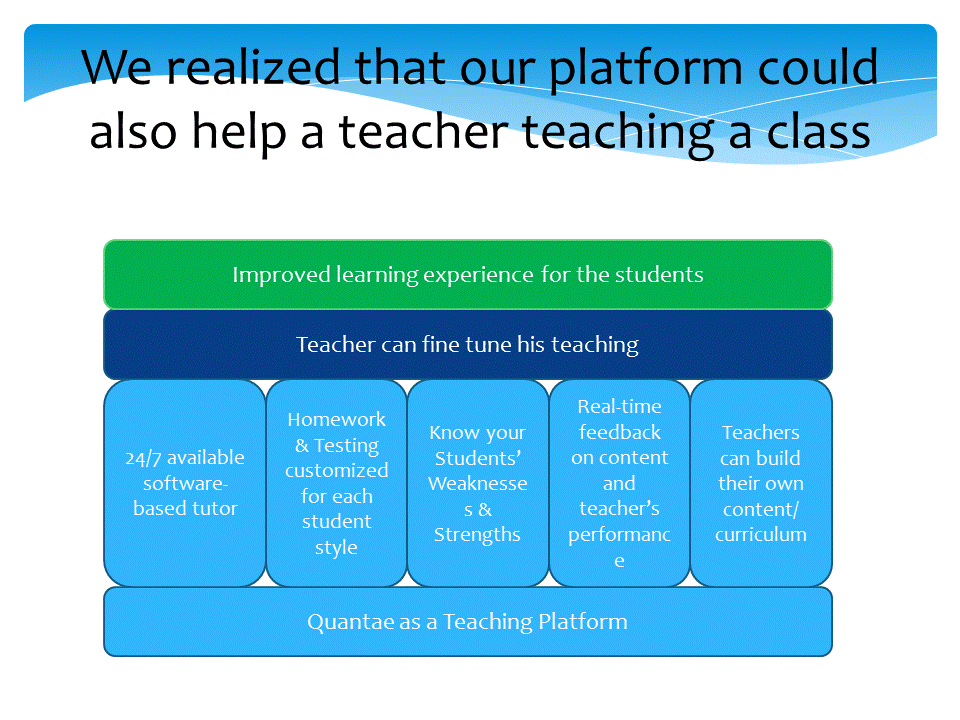 We realized that our platform could
also help a teacher teaching a class
Improved learning experience for the students
Teacher can fine tune his teaching
24/7 available
software-
based tutor
Homework
& Testing
customized
for each
student
style
Know your
Students’
Weaknesse
s &
Strengths
Real-time
feedback
on content
and
teacher’s
performanc
e
Teachers
can build
their own
content/
curriculum
Quantae as a Teaching Platform